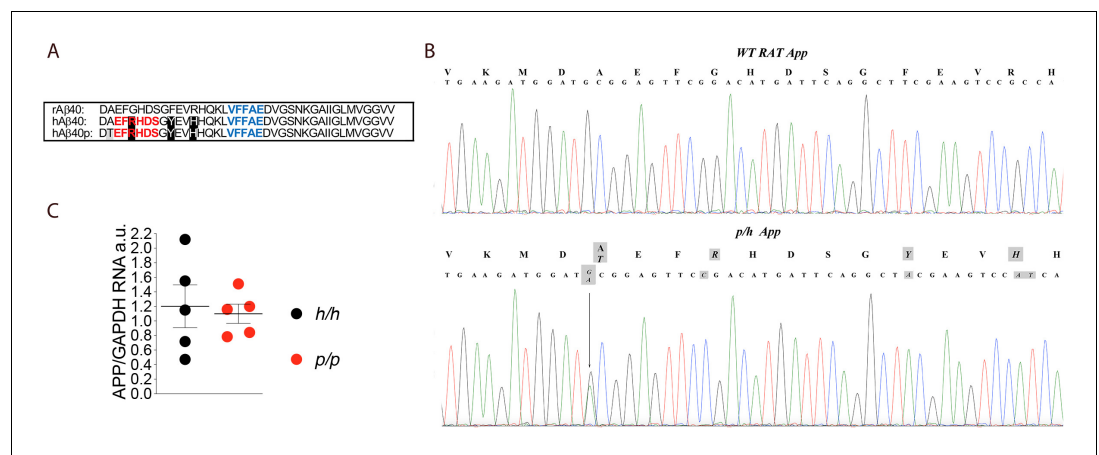 A
rAβ40: DAEFGHDSGFEVRHQKLVFFAEDVGSNKGAIIGLMVGGVV
hAβ40: DAEFRHDSGYEVHHQKLVFFAEDVGSNKGAIIGLMVGGVV
hAβ40p: DTEFRHDSGYEVHHQKLVFFAEDVGSNKGAIIGLMVGGVV
B
WT RAT App
V K M D A E F G H D S G F E V R H
T G A A G A T G G A T G C G G A G T T C G G A C A T G A T T C A G G C T T C G A A G T C C G C C A
p/h App
A
V K M D T E F R H D S G Y E V H H
G
T G A A G A T G G A T A C G G A G T T C C G A C A T G A T T C A G G C T A C G A A G T C C A T C A
C
APP/GAPDH RNA a.u.
2.2
2.0
1.8
1.6
1.4
1.2
1.0
0.8
0.6
0.4
0.2
0.0
h/h
p/p